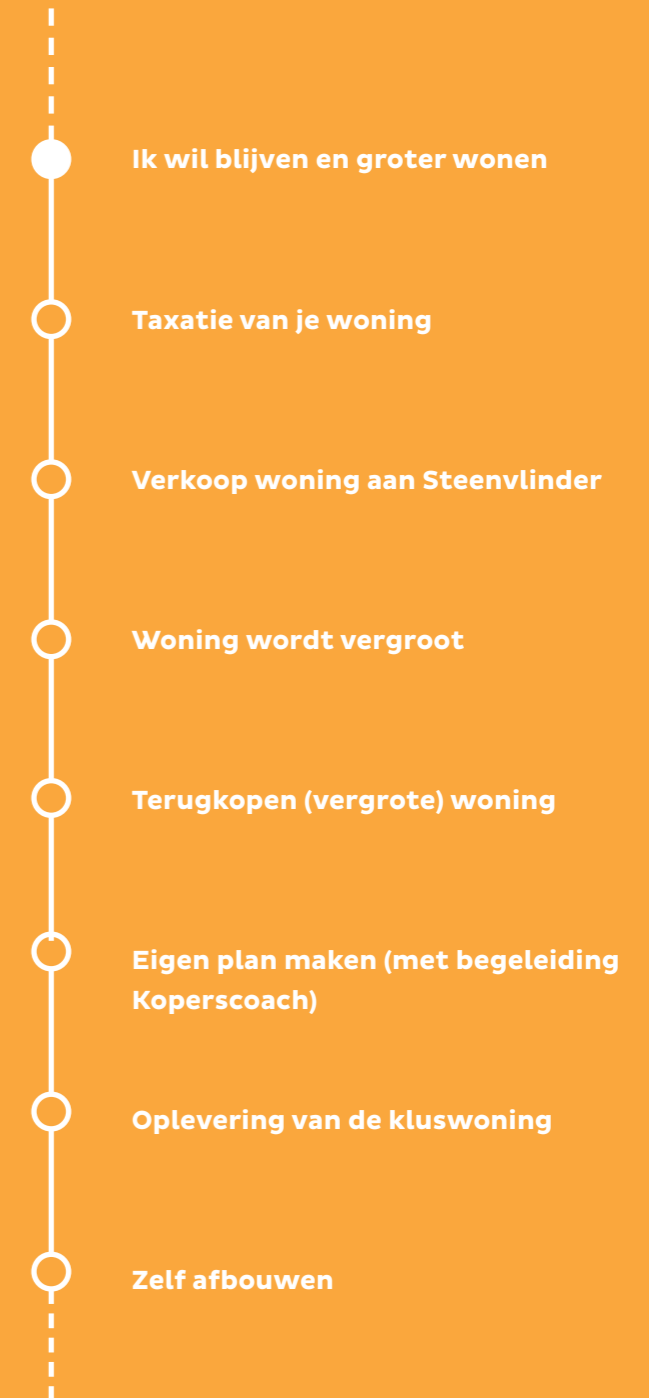 Ik wil blijven en groter wonen
Taxatie van je woning
Verkoop woning aan Steenvlinder
Woning wordt vergroot
Terugkopen (vergrote) woning
Eigen plan maken (met begeleiding
Koperscoach)
Oplevering van de kluswoning
Zelf afbouwen